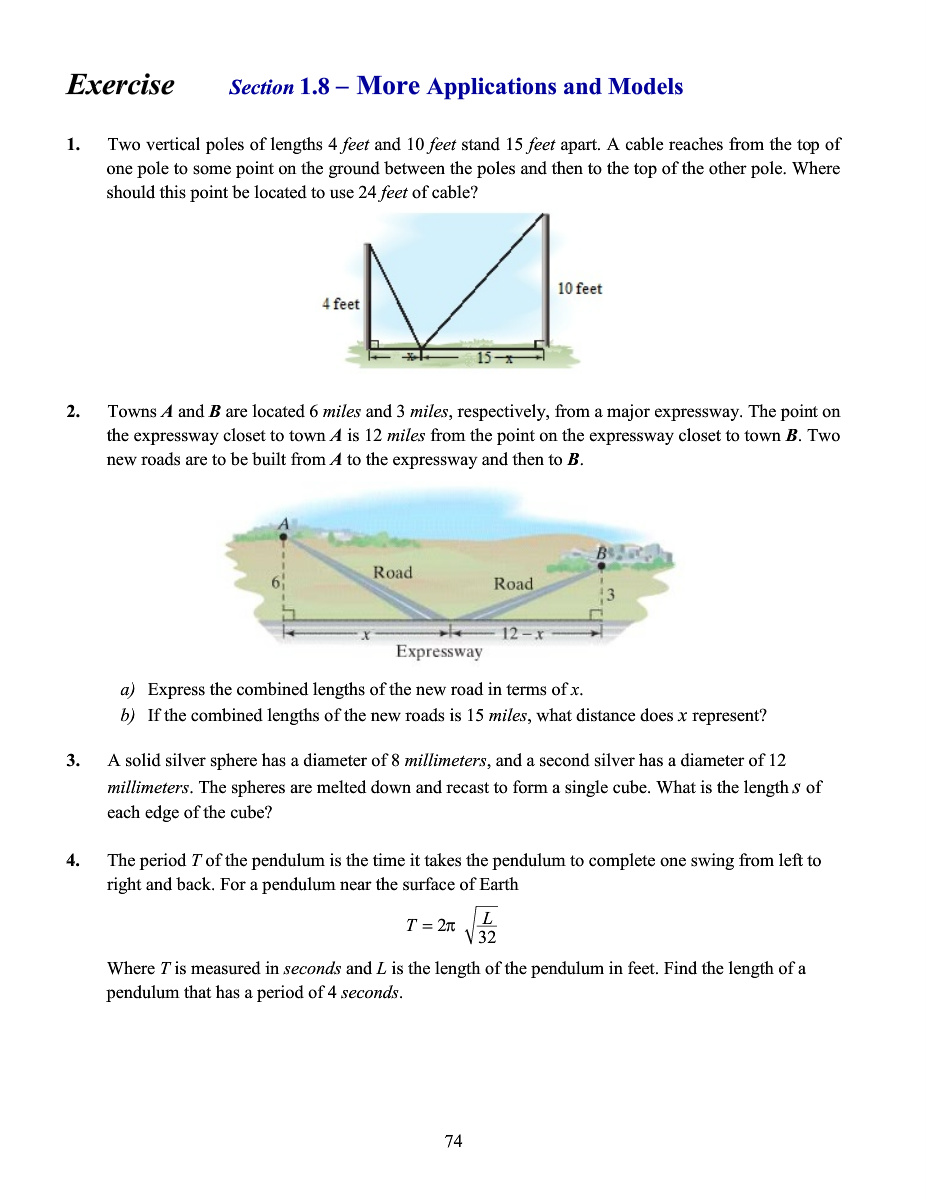 Exercise Section 1.8 – More Applications and Models
1. Two vertical poles of lengths 4 feet and 10 feet stand 15 feet apart. A cable reaches from the top of
one pole to some point on the ground between the poles and then to the top of the other pole. Where
should this point be located to use 24 feet of cable?
10 feet
4 feet
x
15 – x
2. Towns A and B are located 6 miles and 3 miles, respectively, from a major expressway. The point on
the expressway closet to town A is 12 miles from the point on the expressway closet to town B. Two
new roads are to be built from A to the expressway and then to B.
A
B
Road
Road
6
3
x
12 – x
Expressway
a) Express the combined lengths of the new road in terms of x.
b) If the combined lengths of the new roads is 15 miles, what distance does x represent?
3. A solid silver sphere has a diameter of 8 millimeters, and a second silver has a diameter of 12
millimeters. The spheres are melted down and recast to form a single cube. What is the length s of
each edge of the cube?
4. The period T of the pendulum is the time it takes the pendulum to complete one swing from left to
right and back. For a pendulum near the surface of Earth
T = 2π √(L/32)
Where T is measured in seconds and L is the length of the pendulum in feet. Find the length of a
pendulum that has a period of 4 seconds.
74